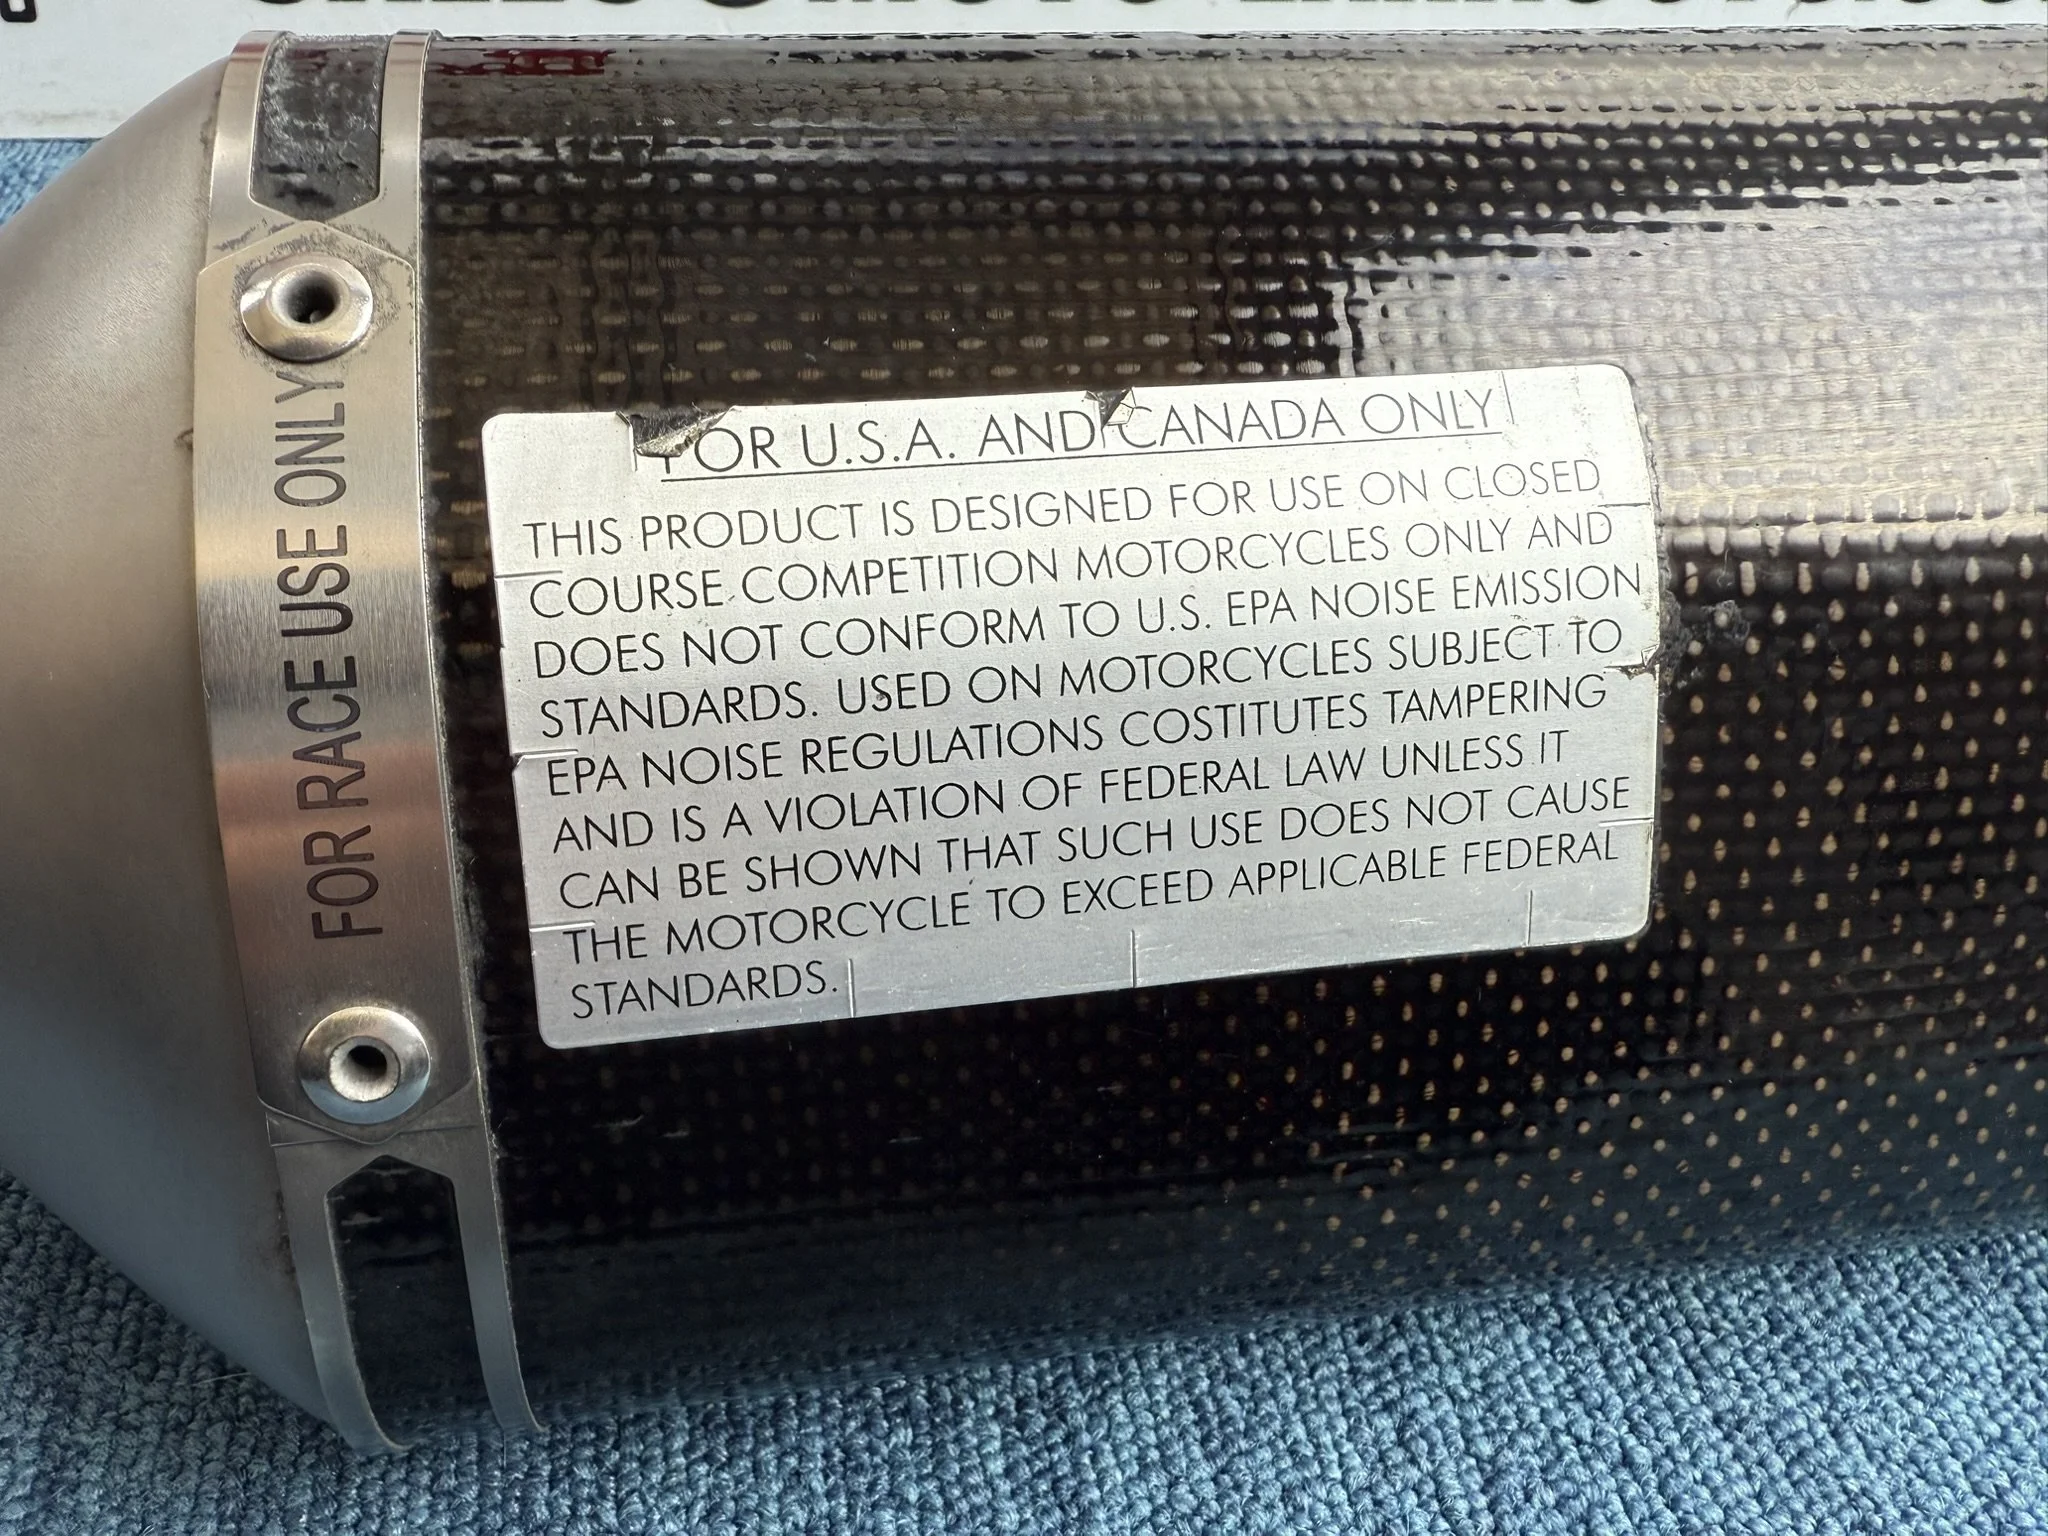 FOR RACE USE ONLY
FOR U.S.A. AND CANADA ONLY
THIS PRODUCT IS DESIGNED FOR USE ON CLOSED
COURSE COMPETITION MOTORCYCLES ONLY AND
DOES NOT CONFORM TO U.S. EPA NOISE EMISSION
STANDARDS. USED ON MOTORCYCLES SUBJECT TO
EPA NOISE REGULATIONS COSTITUTES TAMPERING
AND IS A VIOLATION OF FEDERAL LAW UNLESS IT
CAN BE SHOWN THAT SUCH USE DOES NOT CAUSE
THE MOTORCYCLE TO EXCEED APPLICABLE FEDERAL
STANDARDS.